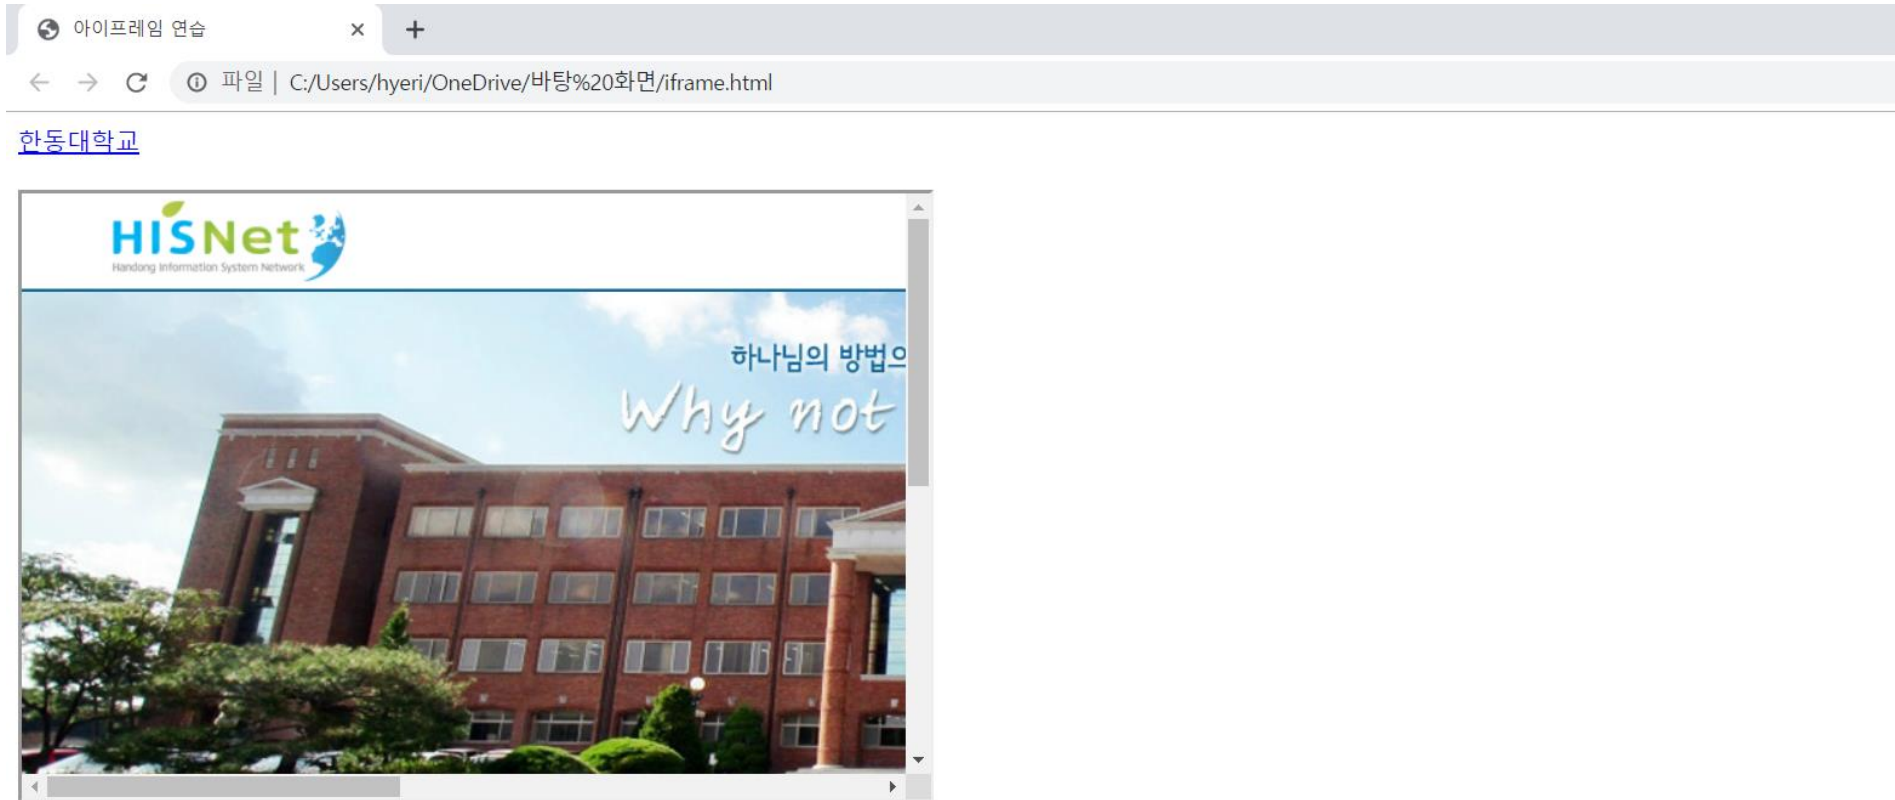 아이프레임 연습
파일 | C:/Users/hyeri/OneDrive/바탕%20화면/iframe.html
한동대학교
HISNet
Handong Information System Network
하나님의 방법으
Why not